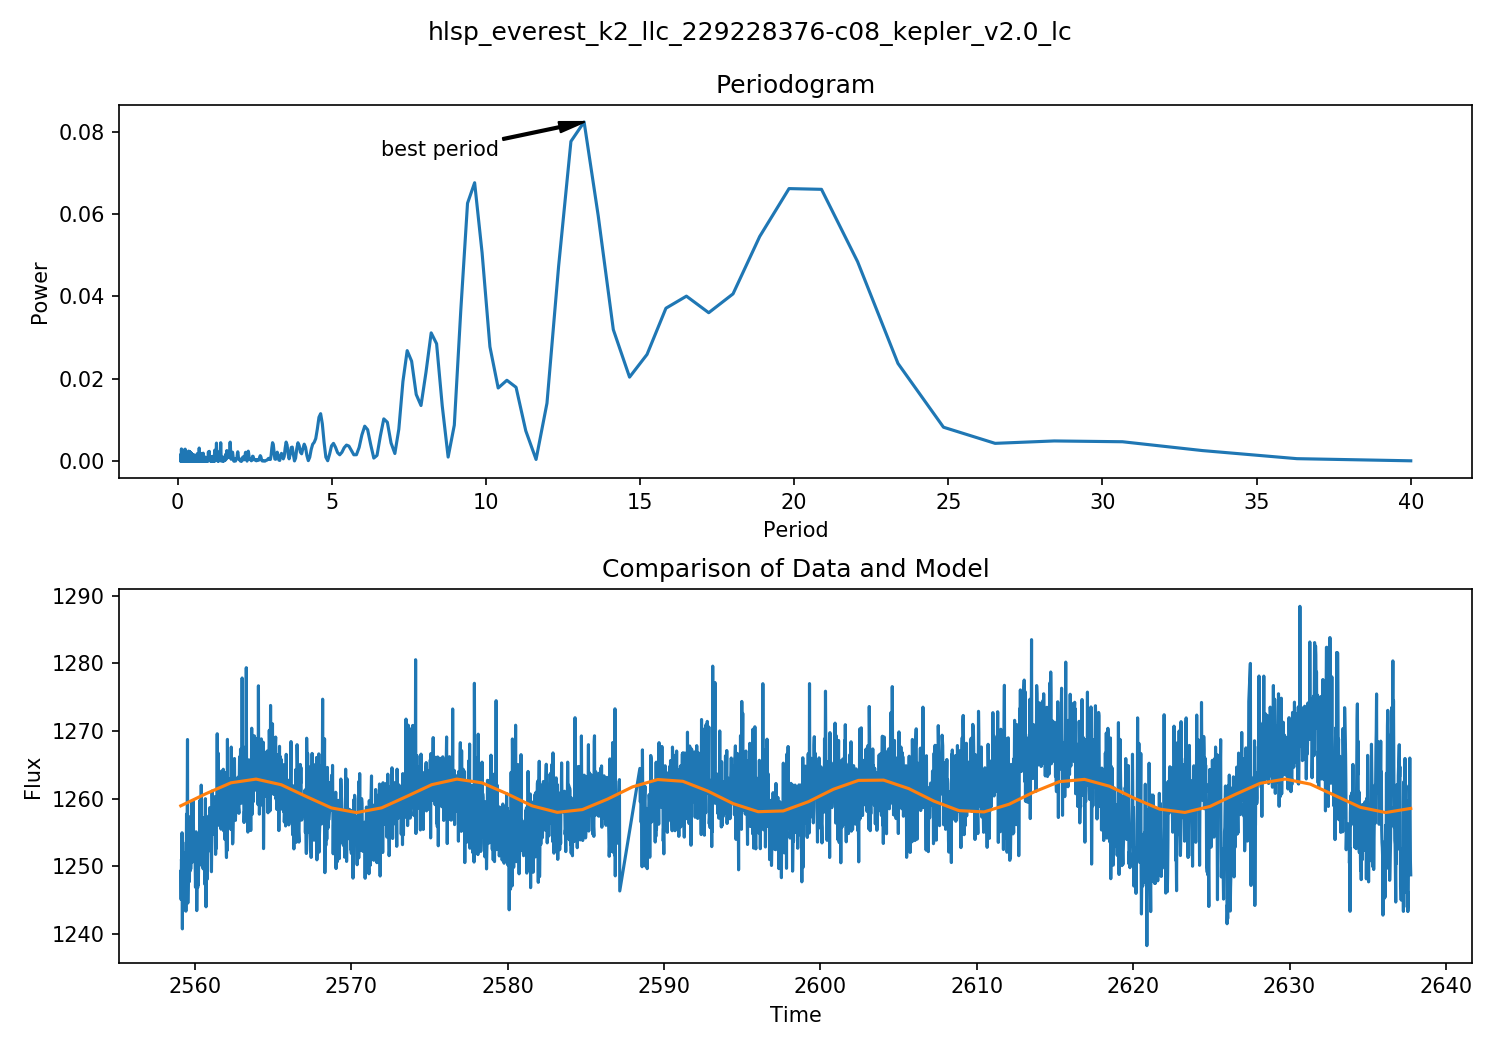 hlsp_everest_k2_llc_229228376-c08_kepler_v2.0_lc
Periodogram
best period
0.08
0.06
0.04
0.02
0.00
Power
0 5 10 15 20 25 30 35 40
Period
Comparison of Data and Model
1290
1280
1270
1260
1250
1240
Flux
2560 2570 2580 2590 2600 2610 2620 2630 2640
Time